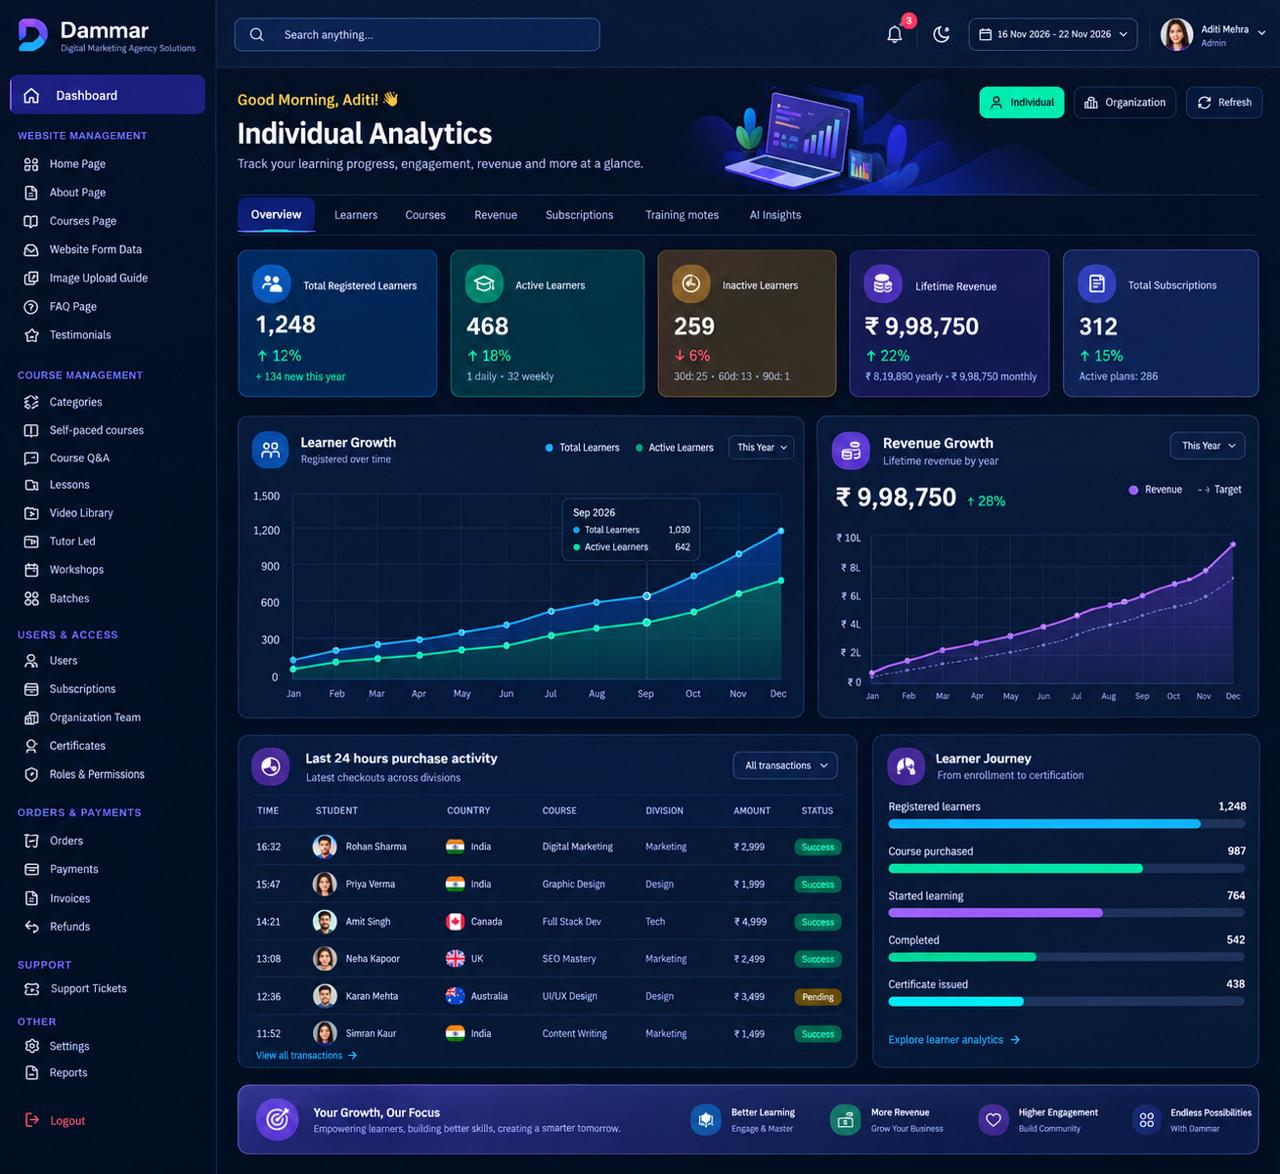 Dammar
Digital Marketing Agency Solutions
Search anything...
3
16 Nov 2026 - 22 Nov 2026
Aditi Mehra
Admin
Dashboard
WEBSITE MANAGEMENT
Home Page
About Page
Courses Page
Website Form Data
Image Upload Guide
FAQ Page
Testimonials
COURSE MANAGEMENT
Categories
Self-paced courses
Course Q&A
Lessons
Video Library
Tutor Led
Workshops
Batches
USERS & ACCESS
Users
Subscriptions
Organization Team
Certificates
Roles & Permissions
ORDERS & PAYMENTS
Orders
Payments
Invoices
Refunds
SUPPORT
Support Tickets
OTHER
Settings
Reports
Logout
Good Morning, Aditi! 👋
Individual Analytics
Track your learning progress, engagement, revenue and more at a glance.
Individual
Organization
Refresh
Overview
Learners
Courses
Revenue
Subscriptions
Training motes
AI Insights
Total Registered Learners
1,248
↑ 12%
+ 134 new this year
Active Learners
468
↑ 18%
1 daily • 32 weekly
Inactive Learners
259
↓ 6%
30d: 25 • 60d: 13 • 90d: 1
Lifetime Revenue
₹ 9,98,750
↑ 22%
₹ 8,19,890 yearly • ₹ 9,98,750 monthly
Total Subscriptions
312
↑ 15%
Active plans: 286
Learner Growth
Registered over time
Total Learners
Active Learners
This Year
1,500
1,200
900
600
300
0
Sep 2026
Total Learners 1,030
Active Learners 642
Jan Feb Mar Apr May Jun Jul Aug Sep Oct Nov Dec
Revenue Growth
Lifetime revenue by year
This Year
₹ 9,98,750 ↑ 28%
Revenue
Target
₹ 10L
₹ 8L
₹ 6L
₹ 4L
₹ 2L
₹ 0
Jan Feb Mar Apr May Jun Jul Aug Sep Oct Nov Dec
Last 24 hours purchase activity
Latest checkouts across divisions
All transactions
TIME STUDENT COUNTRY COURSE DIVISION AMOUNT STATUS
16:32 Rohan Sharma India Digital Marketing Marketing ₹ 2,999 Success
15:47 Priya Verma India Graphic Design Design ₹ 1,999 Success
14:21 Amit Singh Canada Full Stack Dev Tech ₹ 4,999 Success
13:08 Neha Kapoor UK SEO Mastery Marketing ₹ 2,499 Success
12:36 Karan Mehta Australia UI/UX Design Design ₹ 3,499 Pending
11:52 Simran Kaur India Content Writing Marketing ₹ 1,499 Success
View all transactions →
Learner Journey
From enrollment to certification
Registered learners 1,248
Course purchased 987
Started learning 764
Completed 542
Certificate issued 438
Explore learner analytics →
Your Growth, Our Focus
Empowering learners, building better skills, creating a smarter tomorrow.
Better Learning
Engage & Master
More Revenue
Grow Your Business
Higher Engagement
Build Community
Endless Possibilities
With Dammar